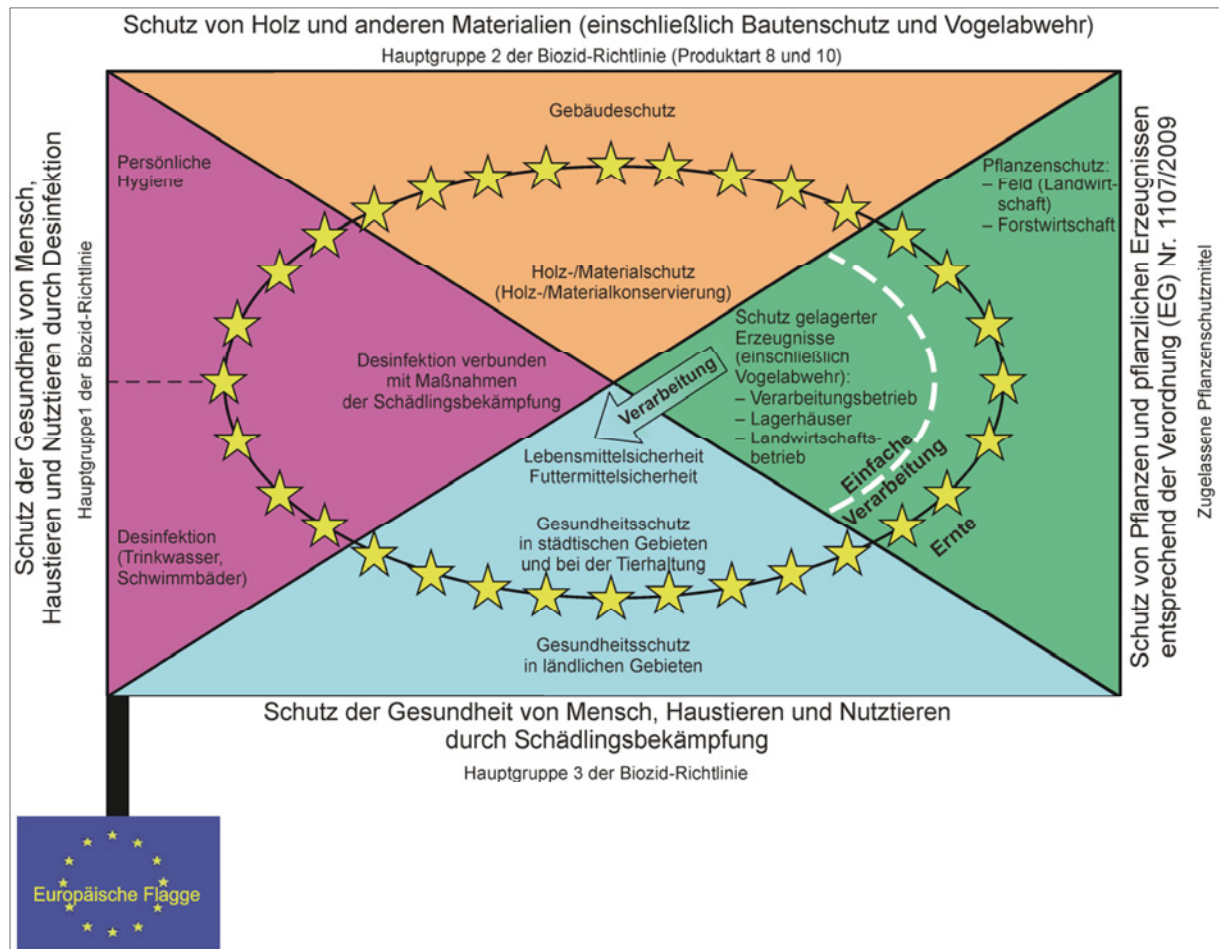 Schutz von Holz und anderen Materialien (einschließlich Bautenschutz und Vogelabwehr)
Hauptgruppe 2 der Biozid-Richtlinie (Produktart 8 und 10)
Schutz der Gesundheit von Mensch,
Haustieren und Nutztieren durch Desinfektion
Hauptgruppe1 der Biozid-Richtlinie
Gebäudeschutz
Persönliche
Hygiene
Pflanzenschutz:
– Feld (Landwirt-
schaft)
– Forstwirtschaft
Holz-/Materialschutz
(Holz-/Materialkonservierung)
Desinfektion verbunden
mit Maßnahmen
der Schädlingsbekämpfung
Verarbeitung
Schutz gelagerter
Erzeugnisse
(einschließlich
Vogelabwehr):
– Verarbeitungsbetrieb
– Lagerhäuser
– Landwirtschafts-
betrieb
Einfache
Verarbeitung
Ernte
Lebensmittelsicherheit
Futtermittelsicherheit
Gesundheitsschutz
in städtischen Gebieten
und bei der Tierhaltung
Desinfektion
(Trinkwasser,
Schwimmbäder)
Gesundheitsschutz
in ländlichen Gebieten
Schutz von Pflanzen und pflanzlichen Erzeugnissen
entsprechend der Verordnung (EG) Nr. 1107/2009
Zugelassene Pflanzenschutzmittel
Schutz der Gesundheit von Mensch, Haustieren und Nutztieren
durch Schädlingsbekämpfung
Hauptgruppe 3 der Biozid-Richtlinie
Europäische Flagge